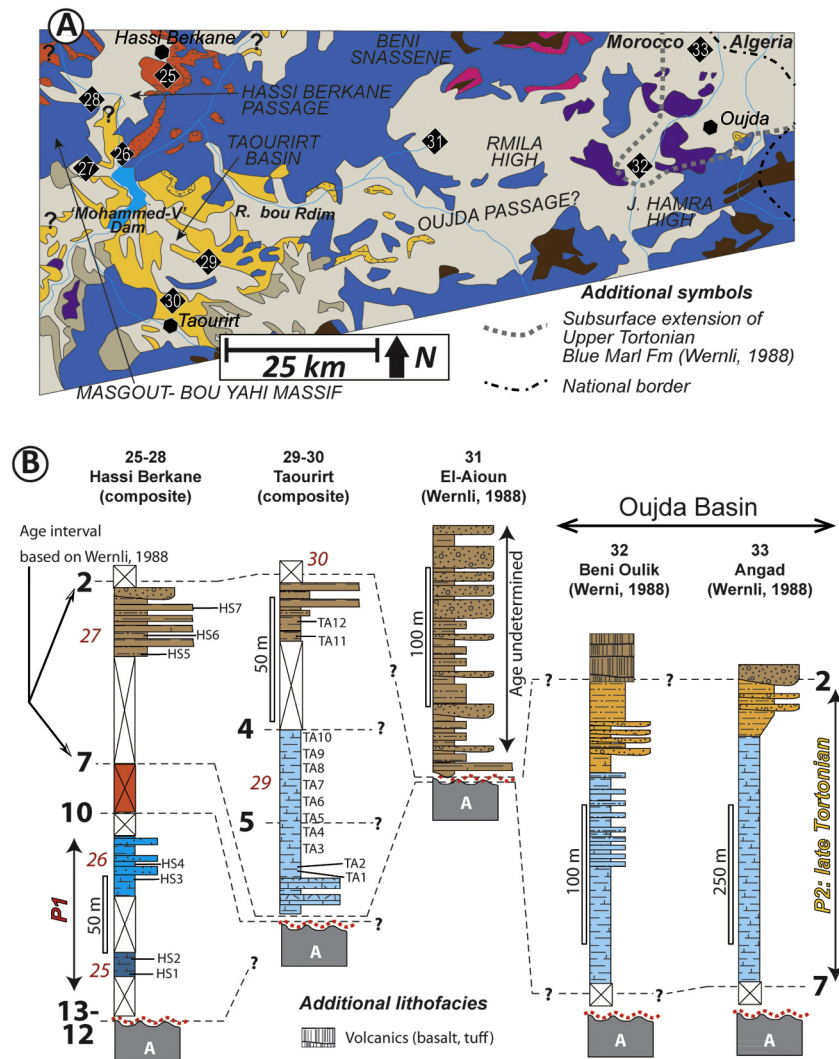 A
Hassi Berkane
?
?
25
28
HASSI BERKANE
PASSAGE
BENI
SNASSENE
Morocco
33
Algeria
?
26
27
TAOURIRT
BASIN
31
RMILA
HIGH
Oujda
32
'Mohammed-V'
Dam
?
R. bou Rdim
OUJDA PASSAGE?
J. HAMRA
HIGH
29
30
Taourirt
25 km
N
MASGOUT- BOU YAHI MASSIF
Additional symbols
Subsurface extension of
Upper Tortonian
Blue Marl Fm (Wernli, 1988)
National border
B
25-28
Hassi Berkane
(composite)
29-30
Taourirt
(composite)
31
El-Aioun
(Wernli, 1988)
Oujda Basin
32
Beni Oulik
(Werni, 1988)
33
Angad
(Wernli, 1988)
Age interval
based on Wernli, 1988
2
27
HS7
HS6
HS5
7
10
26
HS4
HS3
P1
50 m
25
HS2
HS1
13-
12
A
?
30
50 m
TA12
TA11
?
4
TA10
TA9
TA8
29
TA7
TA6
TA5
5
?
TA4
TA3
TA2
TA1
?
A
100 m
Age undetermined
A
?
?
2
100 m
250 m
P2: late Tortonian
?
?
7
A
A
Additional lithofacies
Volcanics (basalt, tuff)